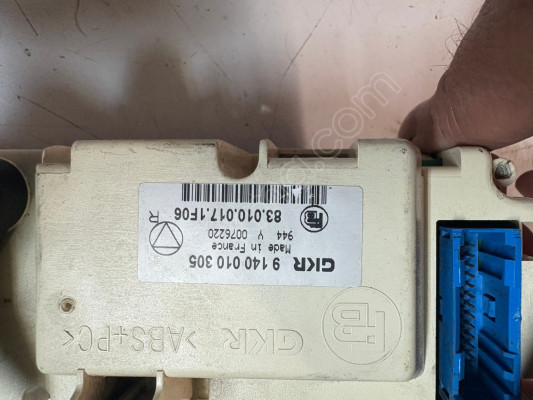 GKR 9 140 010 305
Made in France
944 Y 0076220
83.010.017.1F06
R
GKR >ABS+PC<